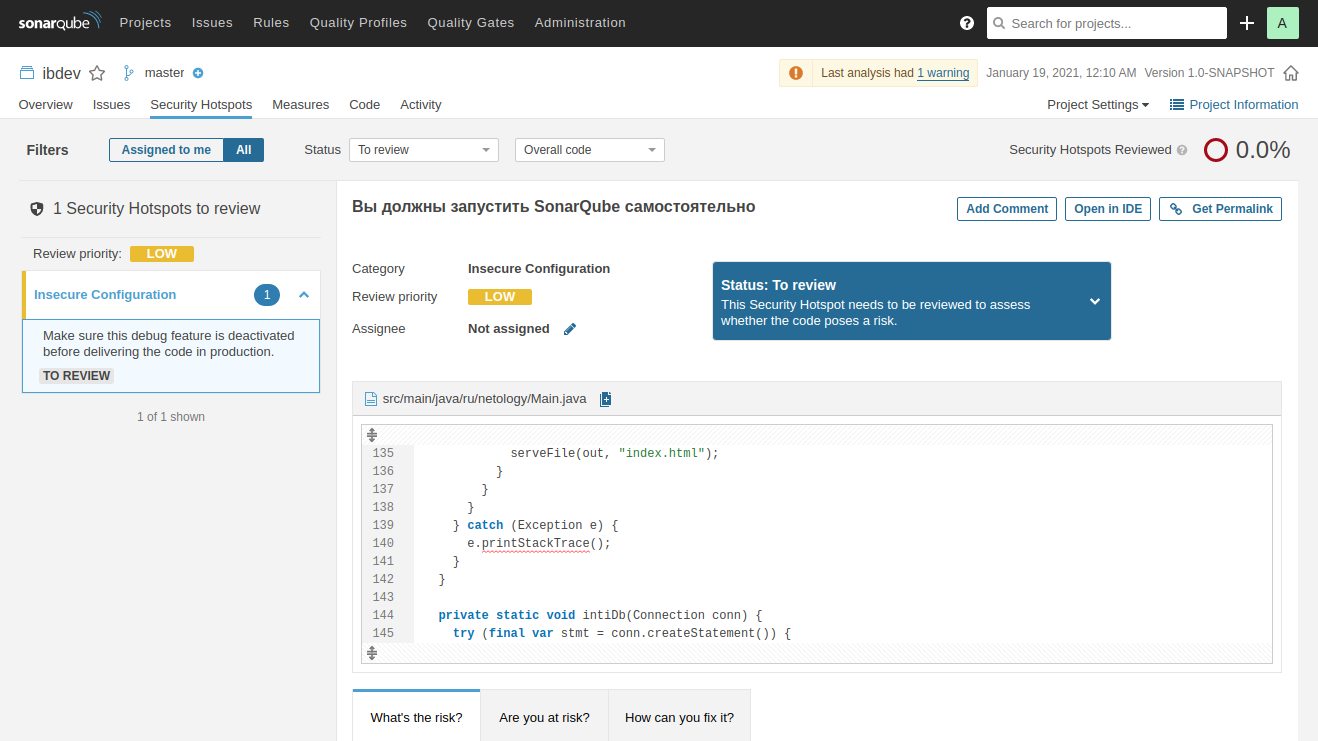 sonarqube Projects Issues Rules Quality Profiles Quality Gates Administration ? Search for projects... A
ibdev master Last analysis had 1 warning January 19, 2021, 12:10 AM Version 1.0-SNAPSHOT
Overview Issues Security Hotspots Measures Code Activity Project Settings Project Information
Filters Assigned to me All Status To review Overall code Security Hotspots Reviewed ? 0.0%
1 Security Hotspots to review
Review priority: LOW
Insecure Configuration 1
Make sure this debug feature is deactivated
before delivering the code in production.
TO REVIEW
1 of 1 shown
Вы должны запустить SonarQube самостоятельно
Add Comment Open in IDE Get Permalink
Category Insecure Configuration
Review priority LOW
Assignee Not assigned
Status: To review
This Security Hotspot needs to be reviewed to assess
whether the code poses a risk.
src/main/java/ru/netology/Main.java
135 serveFile(out, "index.html");
136 }
137 }
138 }
139 } catch (Exception e) {
140 e.printStackTrace();
141 }
142 }
143
144 private static void intiDb(Connection conn) {
145 try (final var stmt = conn.createStatement()) {
What's the risk? Are you at risk? How can you fix it?